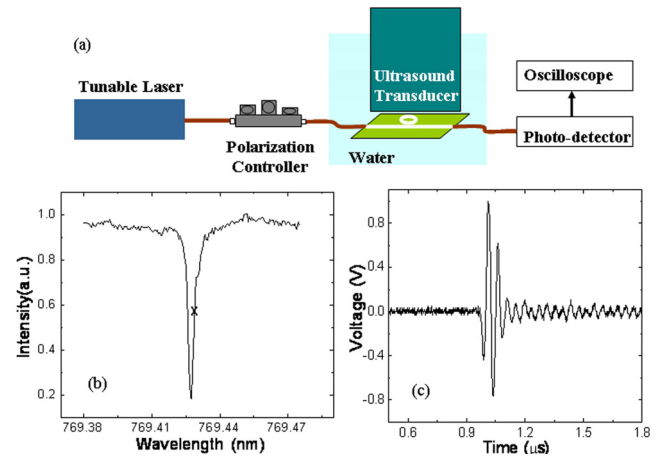 (a)
Tunable Laser
Polarization
Controller
Ultrasound
Transducer
Water
Oscilloscope
Photo-detector
Intensity(a.u.)
1.0
0.8
0.6
0.4
0.2
x
(b)
769.38 769.41 769.44 769.47
Wavelength (nm)
Voltage (V)
0.8
0.4
0.0
-0.4
-0.8
(c)
0.6 0.9 1.2 1.5 1.8
Time (μs)